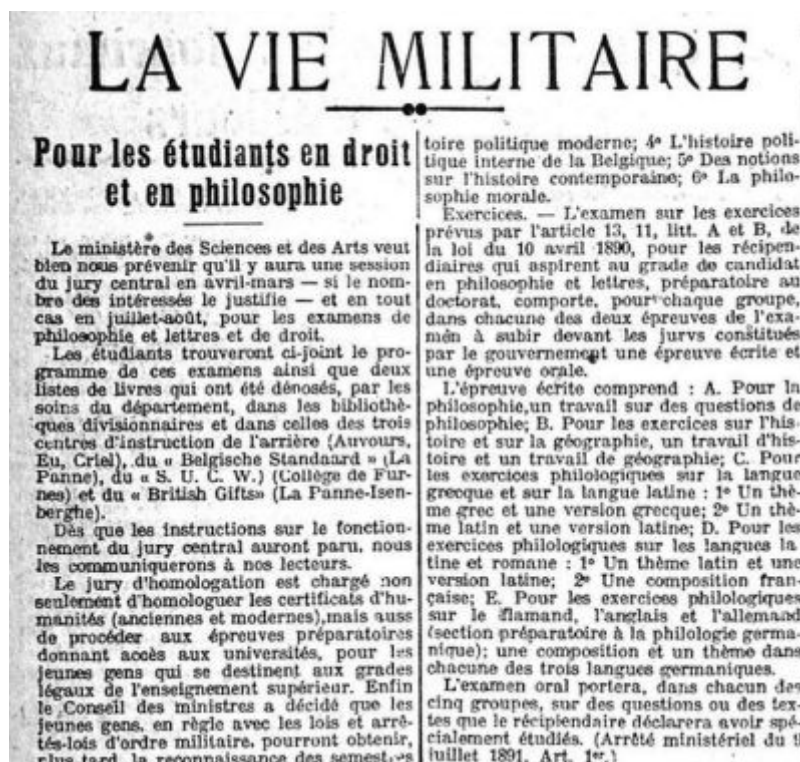 LA VIE MILITAIRE
Pour les étudiants en droit
et en philosophie
Le ministère des Sciences et des Arts veut
bien nous prévenir qu'il y aura une session
du jury central en avril-mars — si le nom-
bre des intéressés le justifie — et en tout
cas en juillet-août, pour les examens de
philosophie et lettres et de droit.
Les étudiants trouveront ci-joint le pro-
gramme de ces examens ainsi que deux
listes de livres qui ont été dénosés, par les
soins du département, dans les bibliothè-
ques divisionnaires et dans celles des trois
centres d'instruction de l'arrière (Auvours,
Eu, Criel), du « Belgische Standaard » (La
Panne), du « S. U. C. W.) (Collège de Fur-
nes) et du « British Gifts» (La Panne-Isen-
berghe).
Dès que les instructions sur le fonction-
nement du jury central auront paru, nous
les communiquerons à nos lecteurs.
Le jury d'homologation est chargé non
seulement d'homologuer les certificats d'hu-
manités (anciennes et modernes),mais auss
de procéder aux épreuves préparatoires
donnant accès aux universités, pour les
jeunes gens qui se destinent aux grades
légaux de l'enseignement supérieur. Enfin
le Conseil des ministres a décidé que les
jeunes gens, en règle avec les lois et arrê-
tés-lois d'ordre militaire, pourront obtenir,
plus tard, la reconnaissance des semestres
toire politique moderne; 4° L'histoire poli-
tique interne de la Belgique; 5° Des notions
sur l'histoire contemporaine; 6° La philo-
sophie morale.
Exercices. — L'examen sur les exercices
prévus par l'article 13, 11, litt. A et B, de
la loi du 10 avril 1890, pour les récipen-
diaires qui aspirent au grade de candidat
en philosophie et lettres, préparatoire au
doctorat, comporte, pour chaque groupe,
dans chacune des deux épreuves de l'exa-
mén à subir devant les jurvs constitués
par le gouvernement une épreuve écrite et
une épreuve orale.
L'épreuve écrite comprend : A. Pour la
philosophie,un travail sur des questions de
philosophie; B. Pour les exercices sur l'his-
toire et sur la géographie, un travail d'his-
toire et un travail de géographie; C. Pour
les exercices philologiques sur la langue
grecque et sur la langue latine : 1° Un thè-
me grec et une version grecque; 2° Un thè-
me latin et une version latine; D. Pour les
exercices philologiques sur les langues la
tine et romane : 1° Un thème latin et une
version latine; 2° Une composition fran-
çaise; E. Pour les exercices philologiques
sur le flamand, l'anglais et l'allemand
(section préparatoire à la philologie germa-
nique); une composition et un thème dans
chacune des trois langues germaniques.
L'examen oral portera, dans chacun des
cinq groupes, sur des questions ou des tex-
tes que le récipiendaire déclarera avoir spé-
cialement étudiés. (Arrêté ministériel du 9
juillet 1891. Art. 1er.)